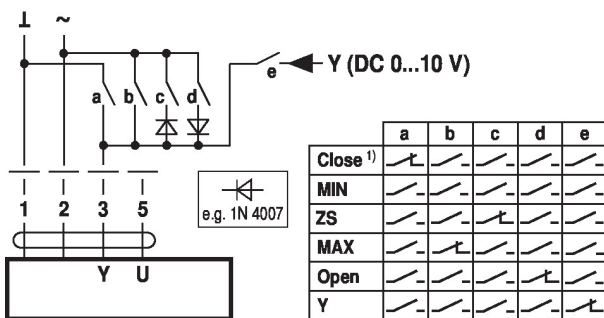 ⊥ ~
e Y (DC 0...10 V)
a b c d
e.g. 1N 4007
1 2 3 5
Y U
a b c d e
Close 1)
MIN
ZS
MAX
Open
Y